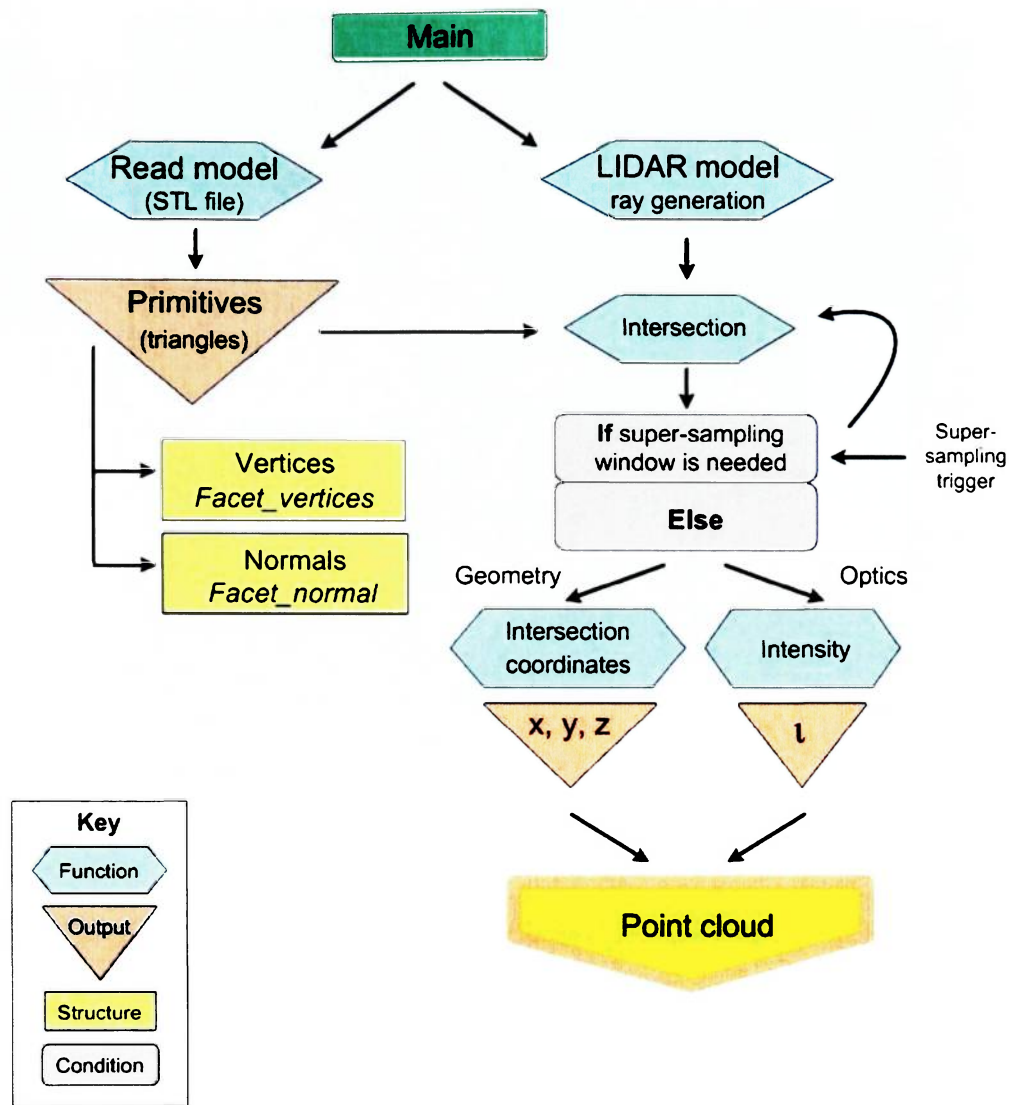 Main
Read model
(STL file)
LIDAR model
ray generation
Primitives
(triangles)
Intersection
If super-sampling
window is needed
Super-
sampling
trigger
Else
Vertices
Facet_vertices
Normals
Facet_normal
Geometry
Optics
Intersection
coordinates
Intensity
x, y, z
ι
Key
Function
Output
Structure
Condition
Point cloud